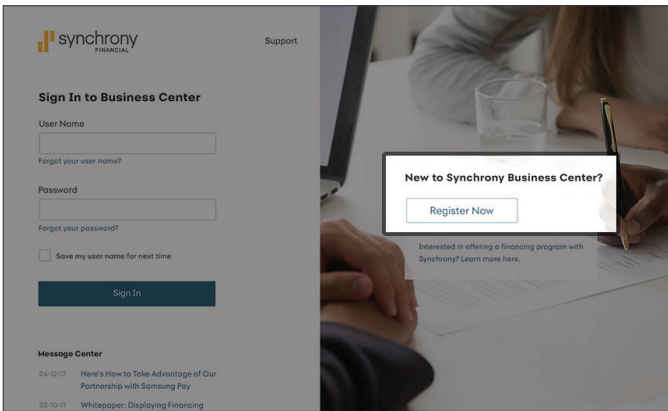 synchrony
FINANCIAL
Support
Sign In to Business Center
User Name
Forgot your user name?
Password
Forgot your password?
Save my user name for next time
Sign In
Message Center
04-12-17 Here's How to Take Advantage of Our
Partnership with Samsung Pay
03-10-17 Whitepaper: Displaying Financing
New to Synchrony Business Center?
Register Now
Interested in offering a financing program with
Synchrony? Learn more here.